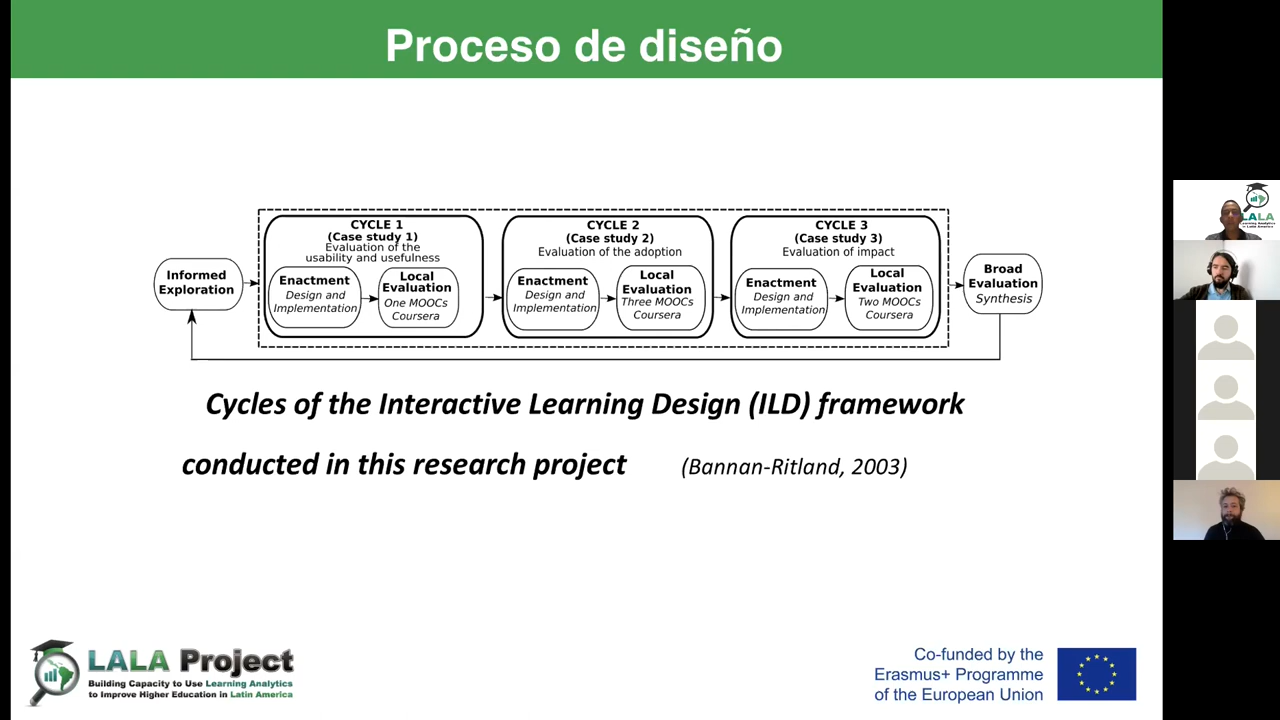 Proceso de diseño
Informed
Exploration
CYCLE 1
(Case study 1)
Evaluation of the
usability and usefulness
Enactment
Design and
Implementation
Local
Evaluation
One MOOCs
Coursera
CYCLE 2
(Case study 2)
Evaluation of the adoption
Enactment
Design and
Implementation
Local
Evaluation
Three MOOCs
Coursera
CYCLE 3
(Case study 3)
Evaluation of impact
Enactment
Design and
Implementation
Local
Evaluation
Two MOOCs
Coursera
Broad
Evaluation
Synthesis
Cycles of the Interactive Learning Design (ILD) framework
conducted in this research project (Bannan-Ritland, 2003)
LALA Project
Building Capacity to Use Learning Analytics
to Improve Higher Education in Latin America
Co-funded by the
Erasmus+ Programme
of the European Union
LALA